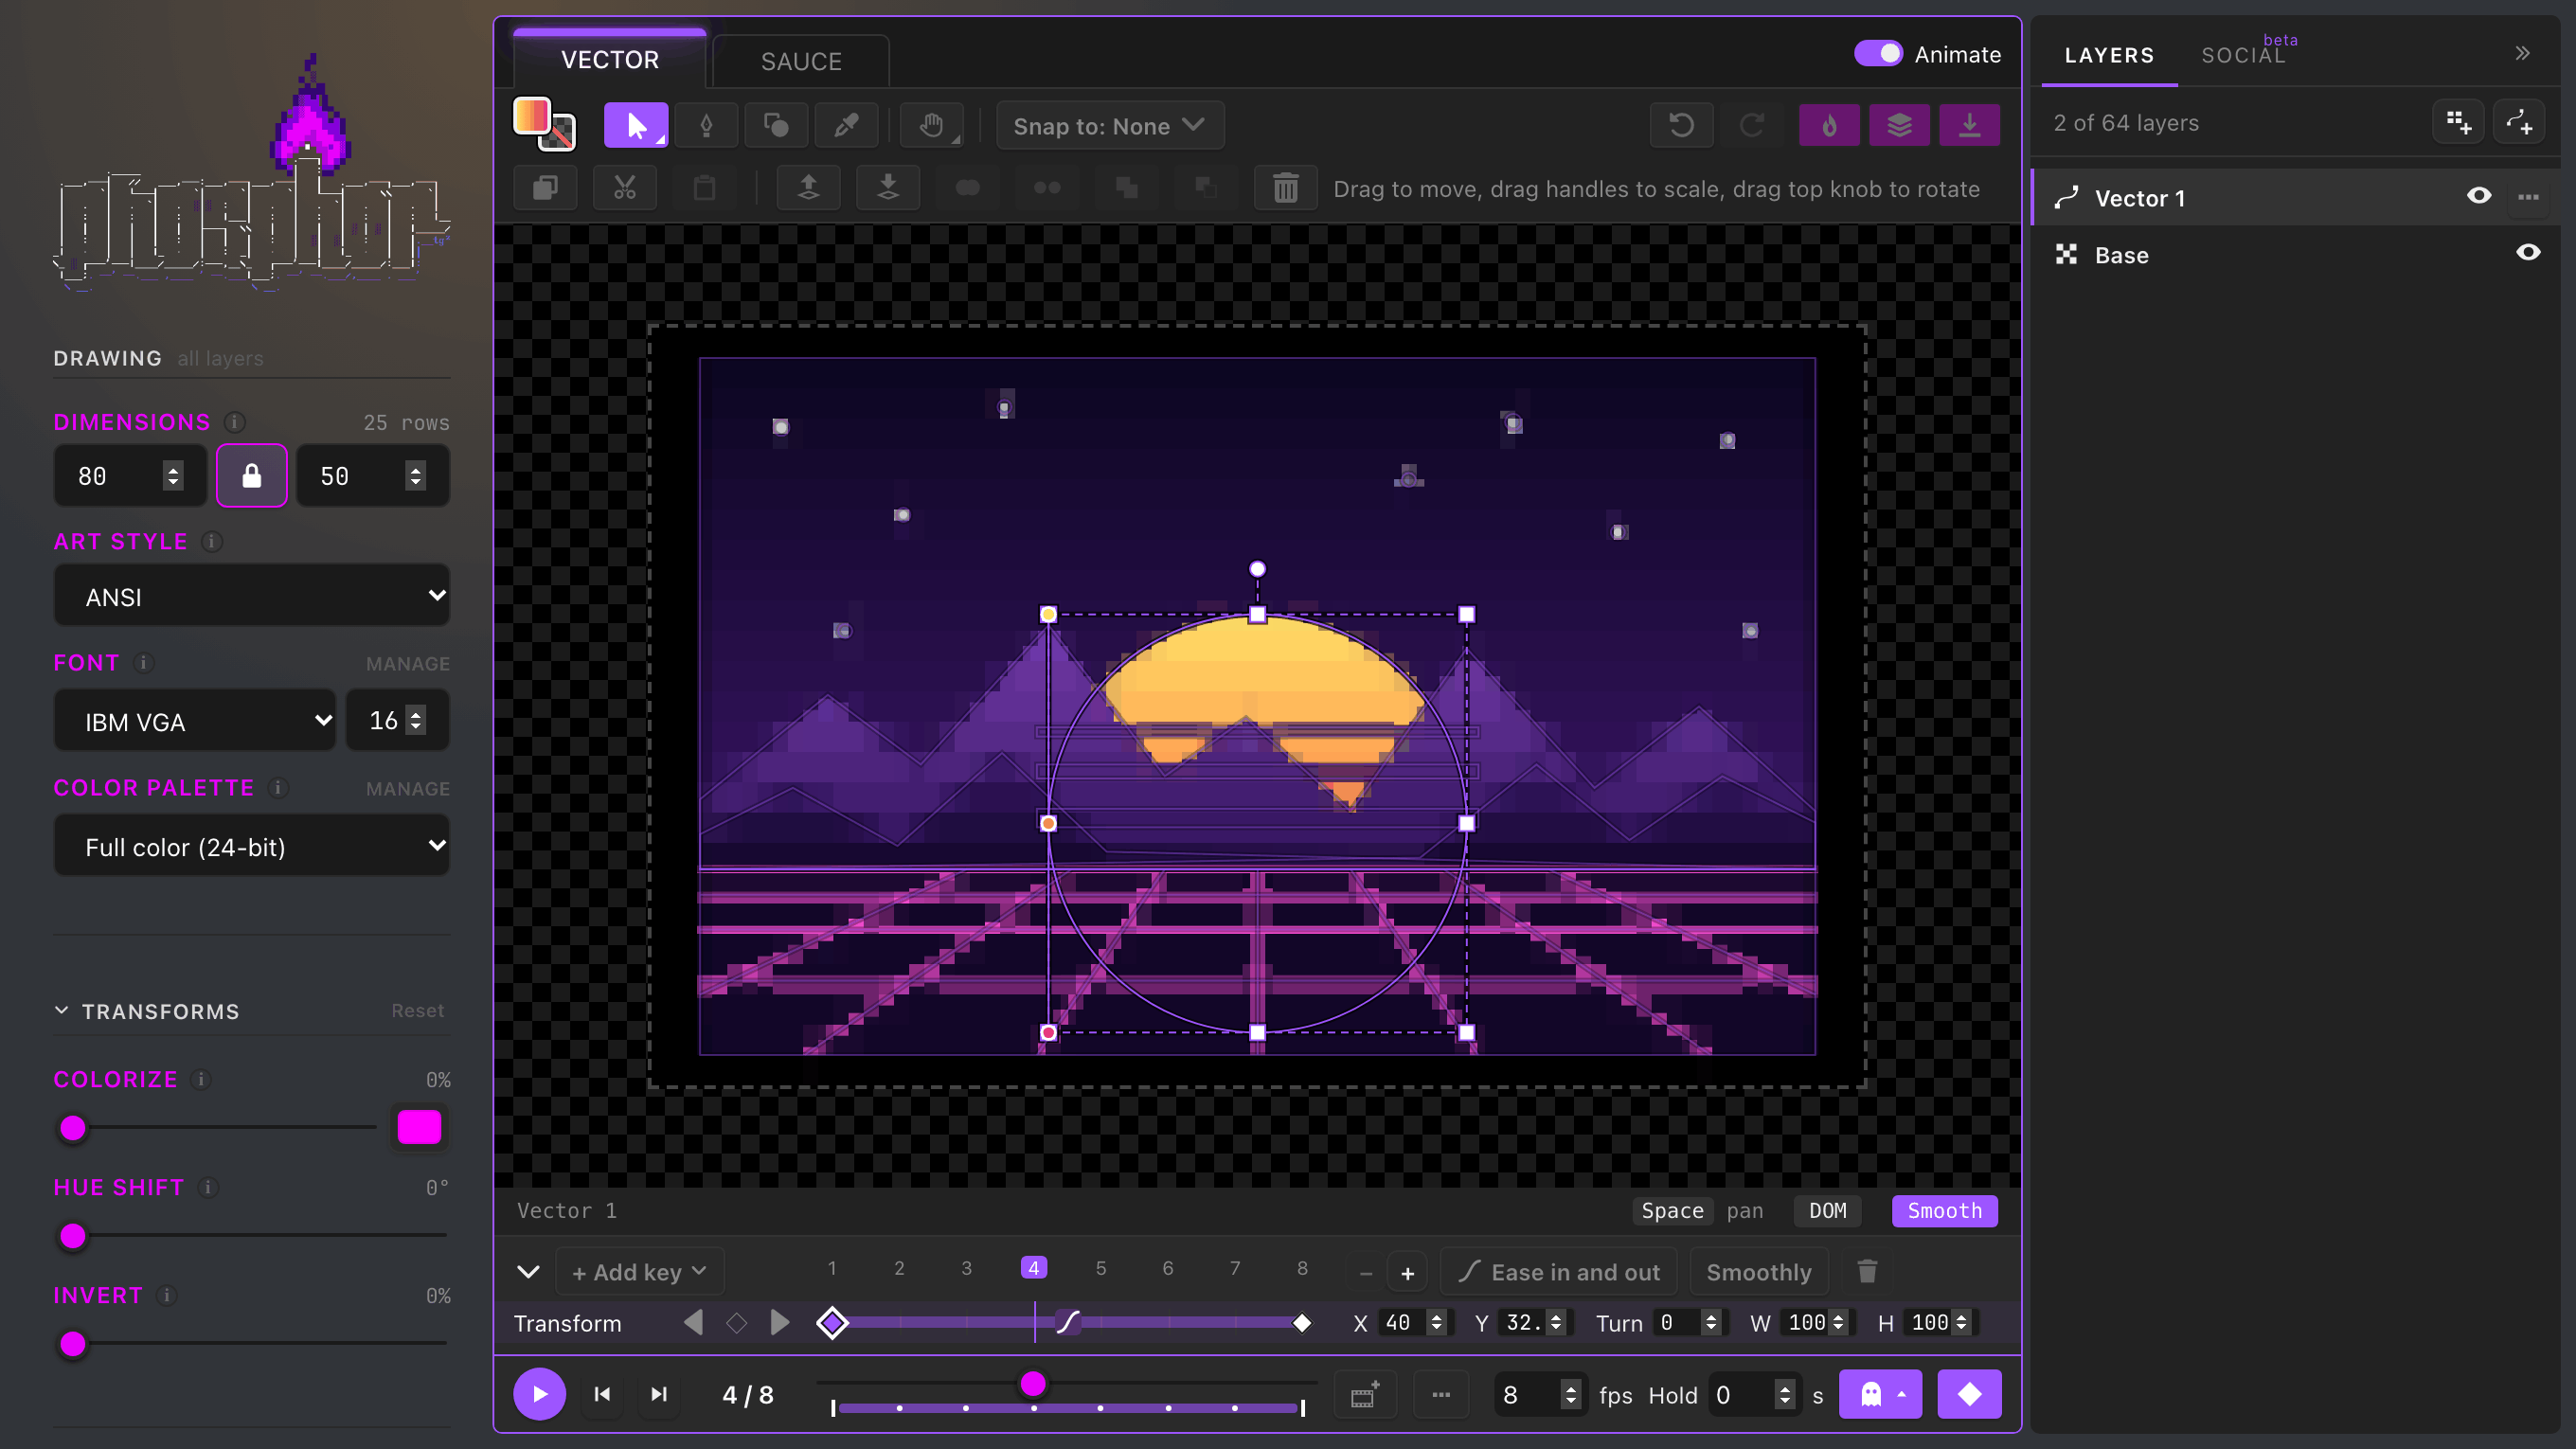 phosphor
DRAWING all layers
DIMENSIONS 25 rows
80 50
ART STYLE
ANSI
FONT MANAGE
IBM VGA 16
COLOR PALETTE MANAGE
Full color (24-bit)
TRANSFORMS Reset
COLORIZE 0%
HUE SHIFT 0°
INVERT 0%
VECTOR SAUCE Animate
Snap to: None
Drag to move, drag handles to scale, drag top knob to rotate
Vector 1 Space pan DOM Smooth
+ Add key 1 2 3 4 5 6 7 8 − + Ease in and out Smoothly
Transform X 40 Y 32. Turn 0 W 100 H 100
4 / 8 8 fps Hold 0 s
LAYERS SOCIAL beta
2 of 64 layers
Vector 1
Base